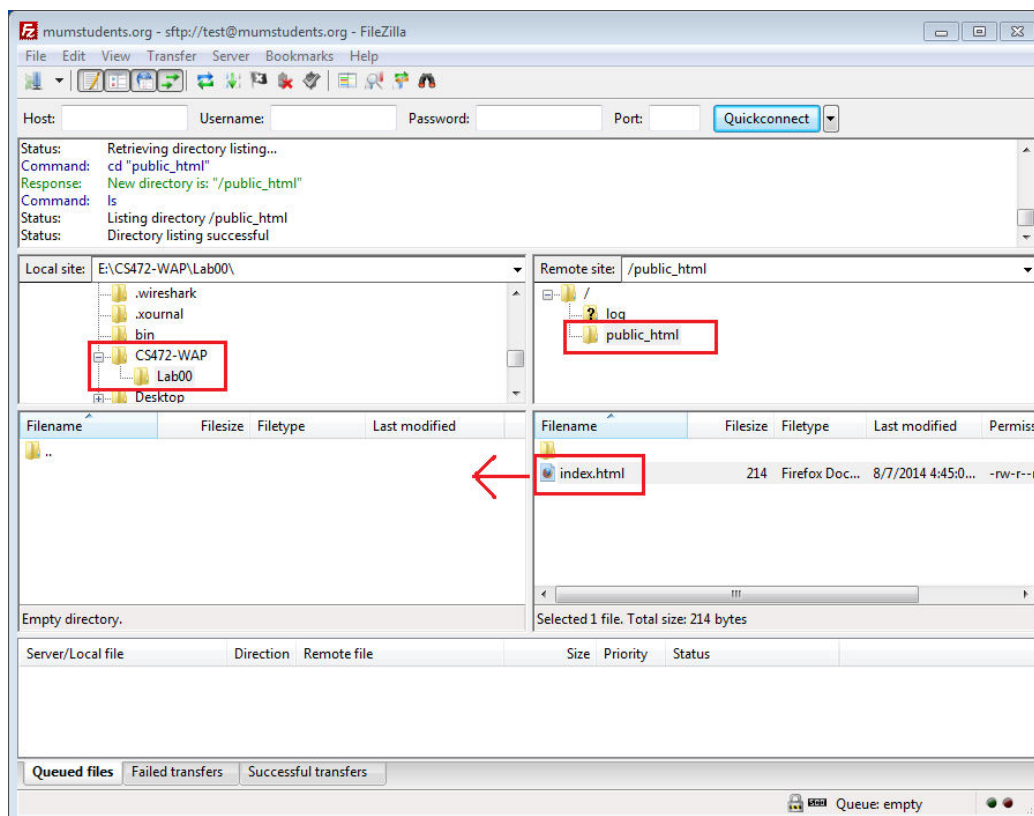 mumstudents.org - sftp://test@mumstudents.org - FileZilla
File Edit View Transfer Server Bookmarks Help
Host: Username: Password: Port: Quickconnect
Status: Retrieving directory listing...
Command: cd "public_html"
Response: New directory is: "/public_html"
Command: ls
Status: Listing directory /public_html
Status: Directory listing successful
Local site: E:\CS472-WAP\Lab00\
.wireshark
.xournal
bin
CS472-WAP
Lab00
Desktop
Remote site: /public_html
/
? log
public_html
Filename Filesize Filetype Last modified
..
Empty directory.
Filename Filesize Filetype Last modified Permiss
index.html 214 Firefox Doc... 8/7/2014 4:45:0... -rw-r--r
Selected 1 file. Total size: 214 bytes
Server/Local file Direction Remote file Size Priority Status
Queued files Failed transfers Successful transfers
Queue: empty